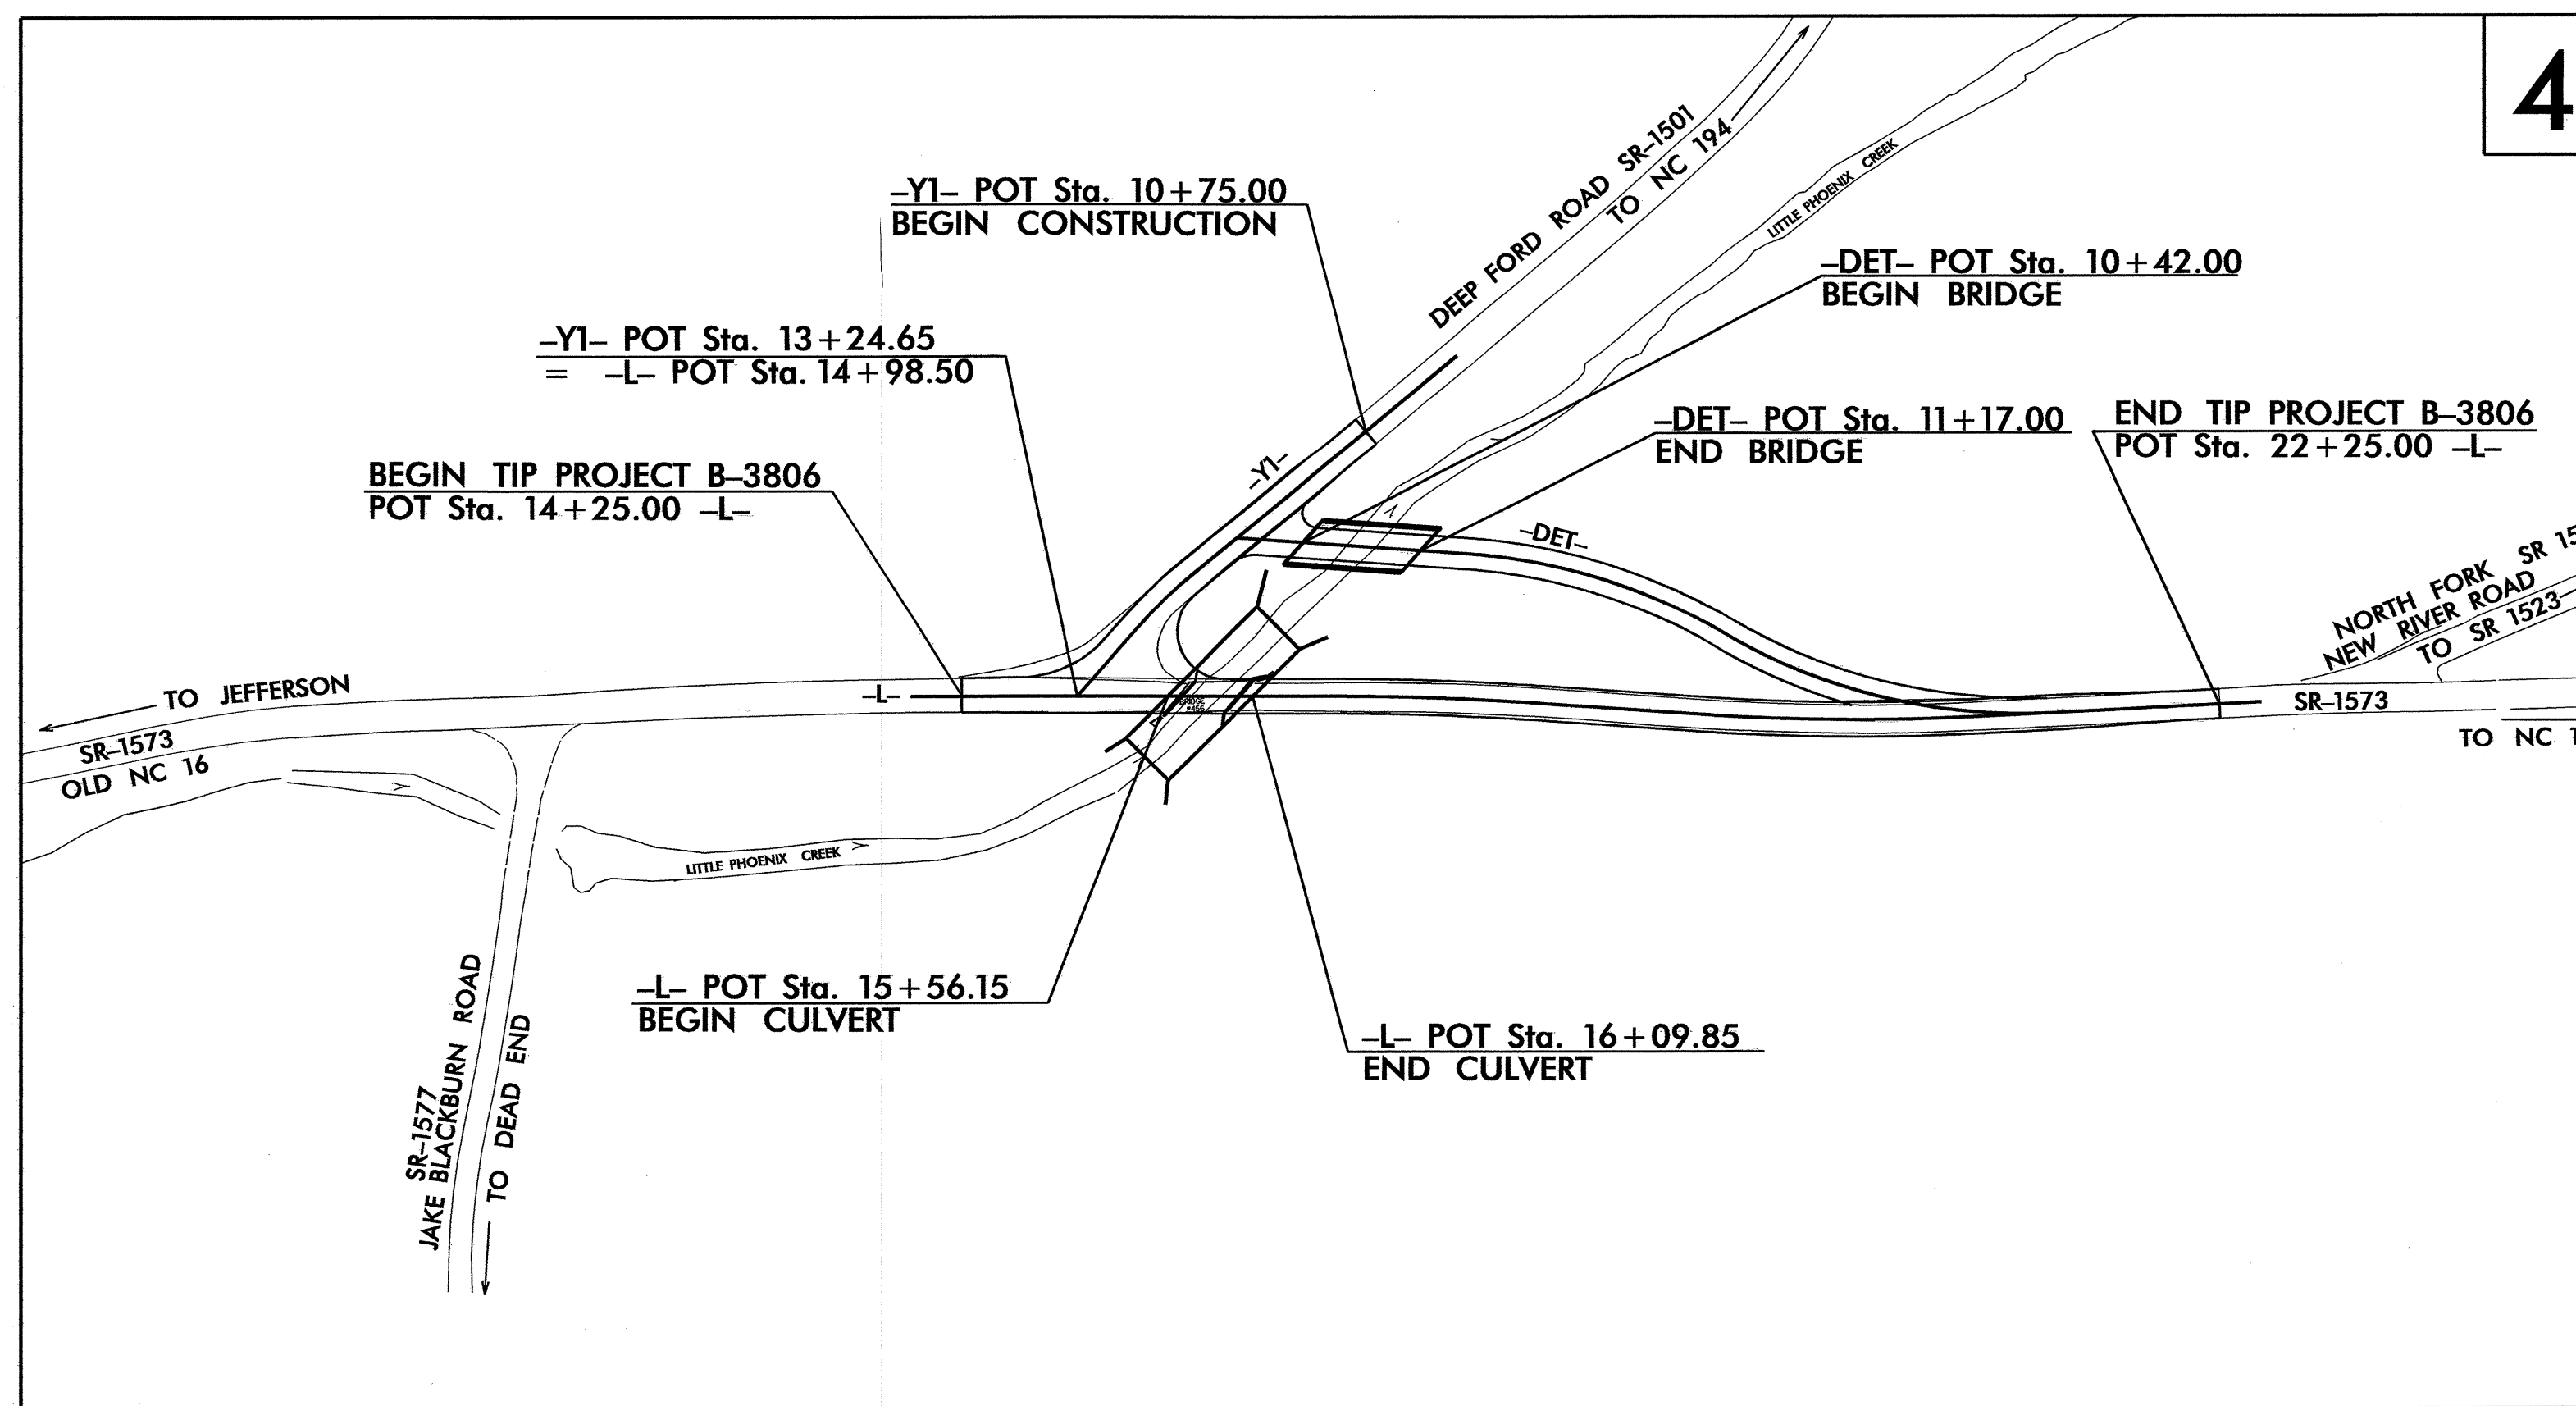 4
DEEP FORD ROAD SR-1501
TO NC 194
LITTLE PHOENIX CREEK
-Y1- POT Sta. 10+75.00
BEGIN CONSTRUCTION
-DET- POT Sta. 10+42.00
BEGIN BRIDGE
-Y1- POT Sta. 13+24.65
= -L- POT Sta. 14+98.50
-DET- POT Sta. 11+17.00
END BRIDGE
END TIP PROJECT B-3806
POT Sta. 22+25.00 -L-
BEGIN TIP PROJECT B-3806
POT Sta. 14+25.00 -L-
-Y1-
-DET-
NORTH FORK SR 15
NEW RIVER ROAD
TO SR 1523
TO JEFFERSON
-L-
BRIDGE
#456
SR-1573
TO NC 1
SR-1573
OLD NC 16
LITTLE PHOENIX CREEK
-L- POT Sta. 15+56.15
BEGIN CULVERT
-L- POT Sta. 16+09.85
END CULVERT
SR-1577
JAKE BLACKBURN ROAD
TO DEAD END